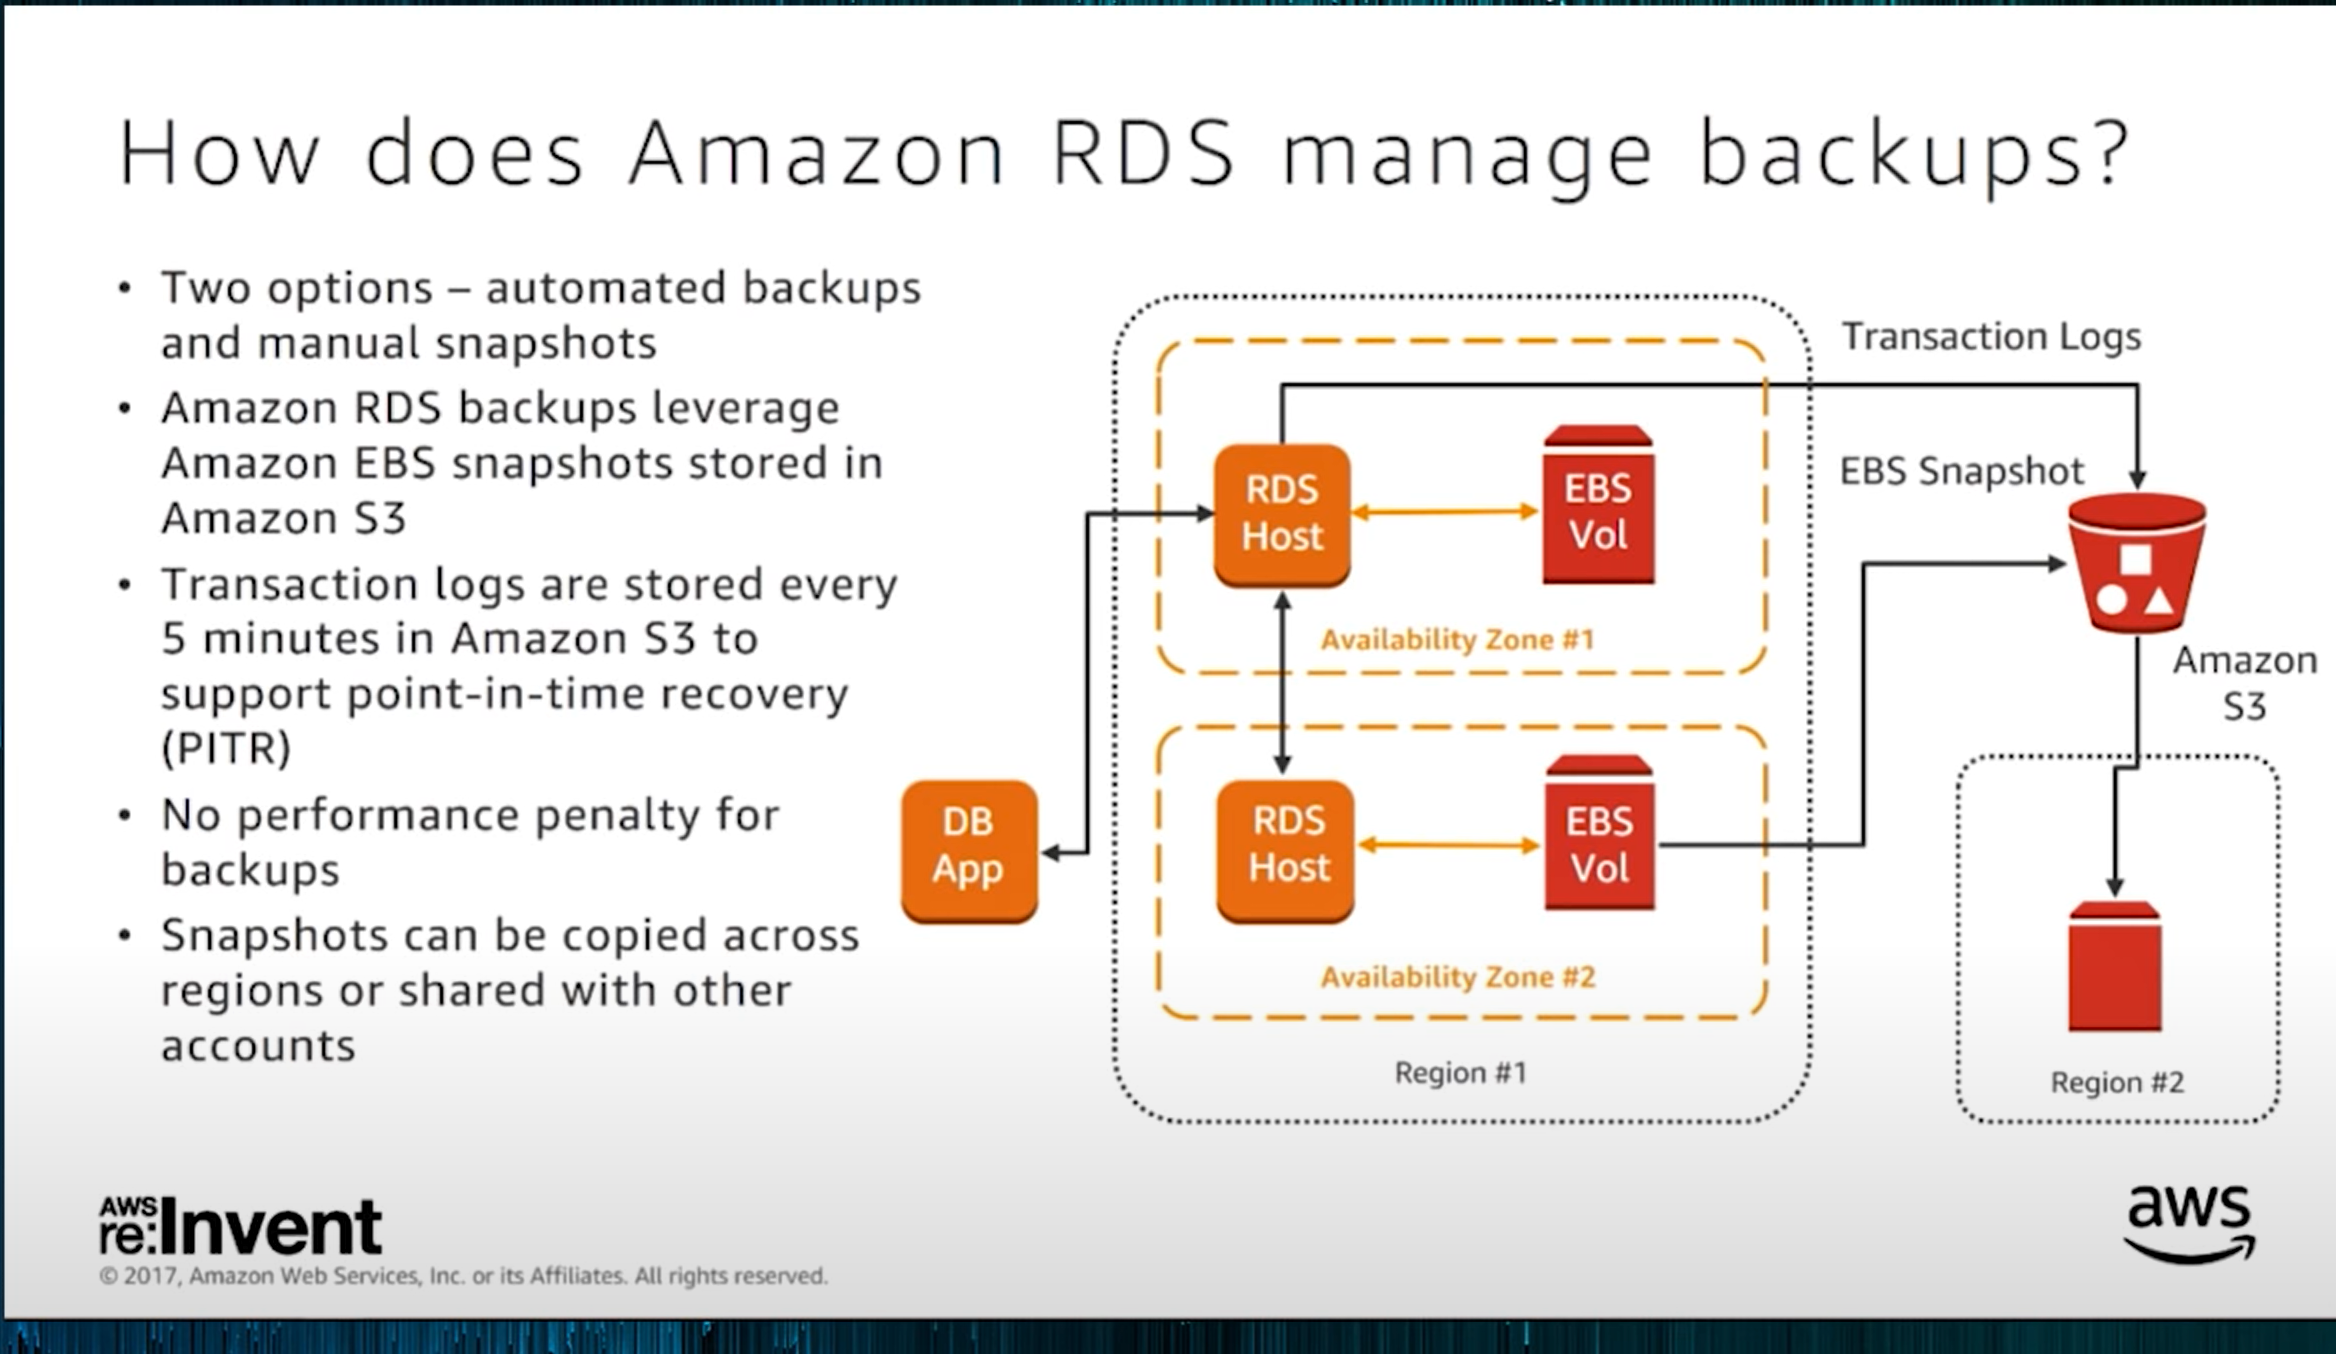 How does Amazon RDS manage backups?
• Two options – automated backups
and manual snapshots
• Amazon RDS backups leverage
Amazon EBS snapshots stored in
Amazon S3
• Transaction logs are stored every
5 minutes in Amazon S3 to
support point-in-time recovery
(PITR)
• No performance penalty for
backups
• Snapshots can be copied across
regions or shared with other
accounts
DB
App
RDS
Host
EBS
Vol
Availability Zone #1
RDS
Host
EBS
Vol
Availability Zone #2
Region #1
Transaction Logs
EBS Snapshot
Amazon
S3
Region #2
AWS
re:Invent
© 2017, Amazon Web Services, Inc. or its Affiliates. All rights reserved.
aws